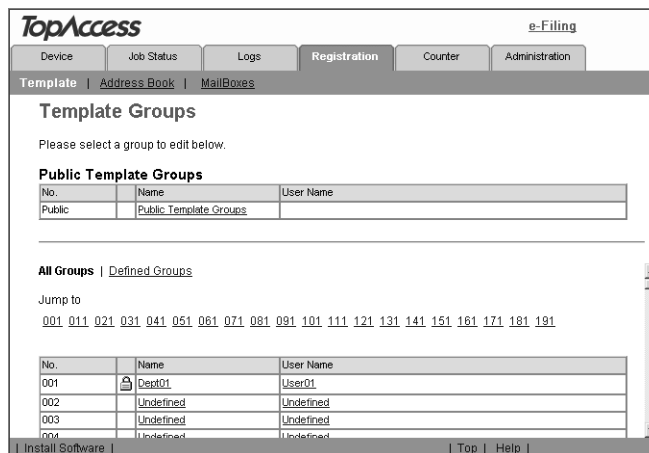 TopAccess
e-Filing
Device Job Status Logs Registration Counter Administration
Template | Address Book | MailBoxes
Template Groups
Please select a group to edit below.
Public Template Groups
No. Name User Name
Public Public Template Groups
All Groups | Defined Groups
Jump to
001 011 021 031 041 051 061 071 081 091 101 111 121 131 141 151 161 171 181 191
No. Name User Name
001 Dept01 User01
002 Undefined Undefined
003 Undefined Undefined
004 Undefined Undefined
| Install Software | | Top | Help |